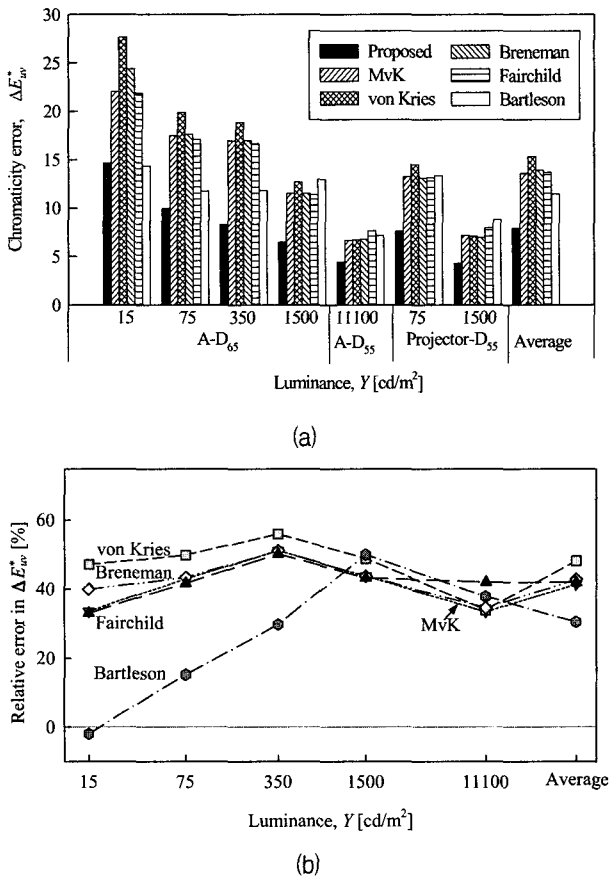 (a)
Chromaticity error, ΔE*uv
30
25
20
15
10
5
0
Proposed
MvK
von Kries
Breneman
Fairchild
Bartleson
15 75 350 1500 11100 75 1500
A-D65 A-D55 Projector-D55 Average
Luminance, Y [cd/m2]
(a)
Relative error in ΔE*uv [%]
60
40
20
0
von Kries
Breneman
Fairchild
Bartleson
MvK
15 75 350 1500 11100 Average
Luminance, Y [cd/m2]
(b)